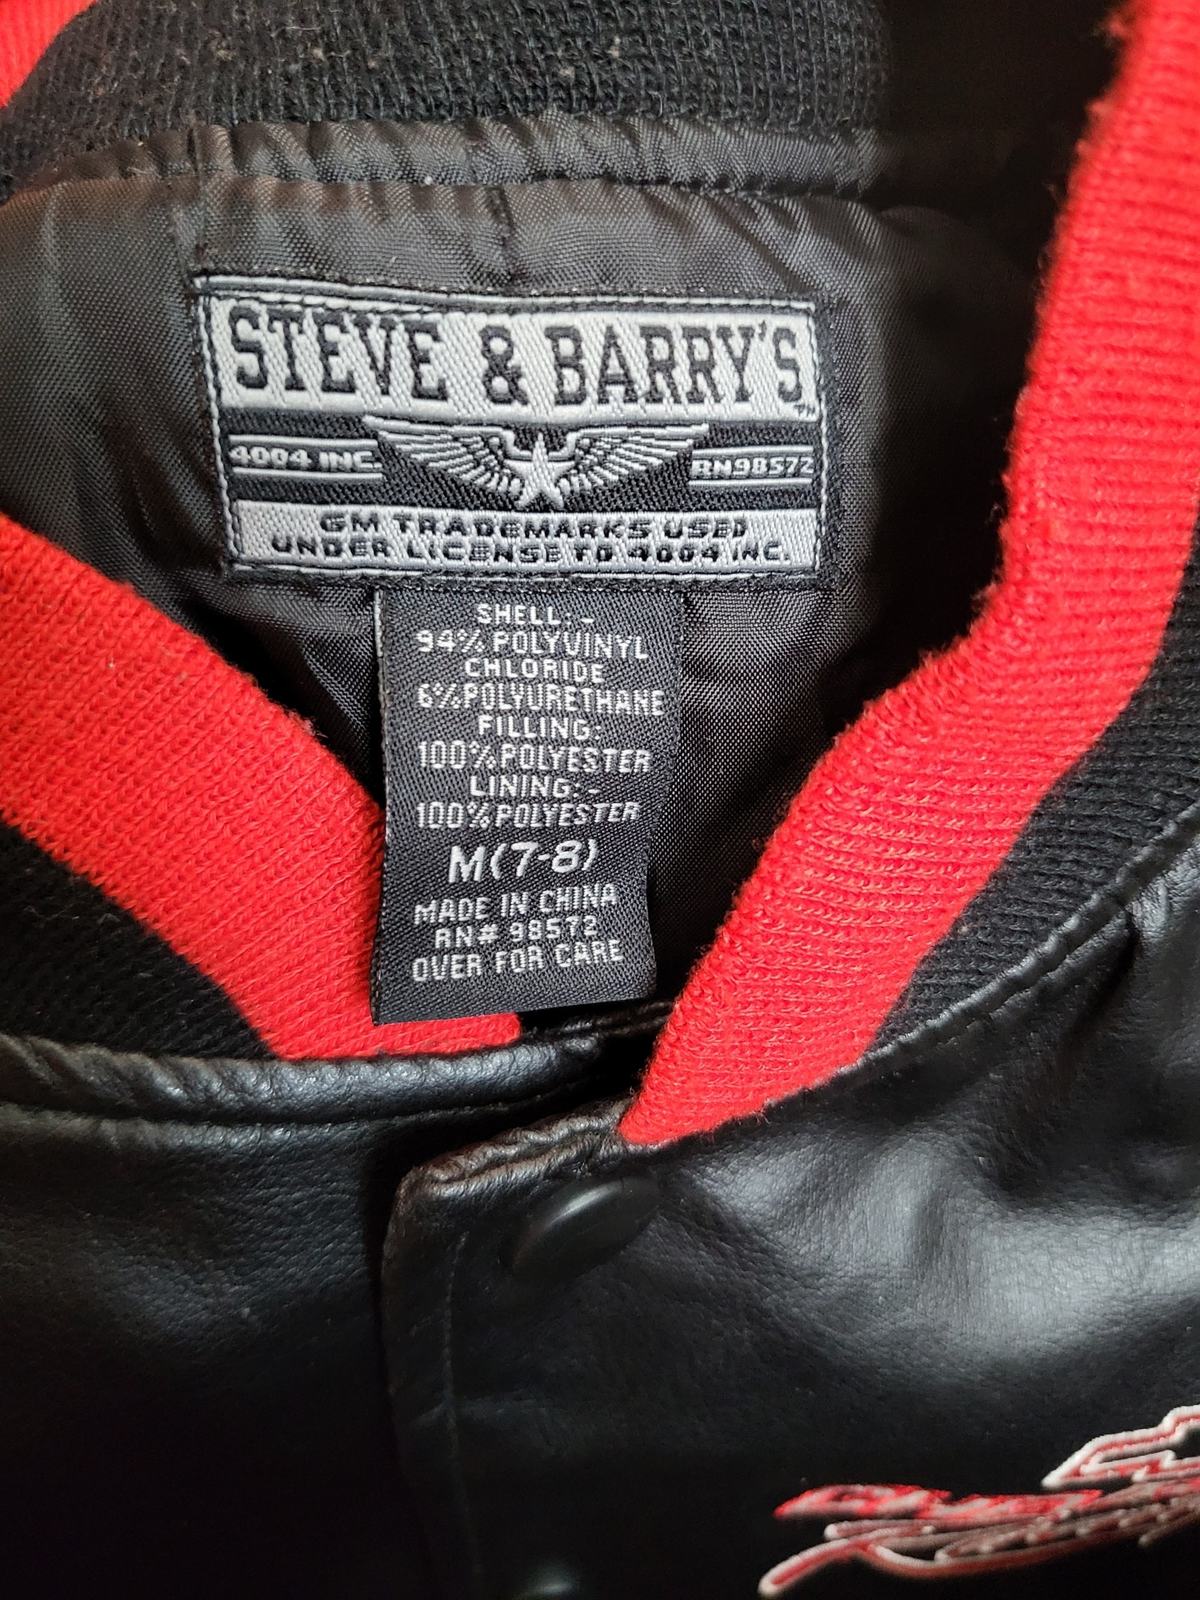 STEVE & BARRY'S
TM
4004 INC.
RN98572
GM TRADEMARKS USED
UNDER LICENSE TO 4004 INC.
SHELL:-
94% POLYVINYL
CHLORIDE
6%POLYURETHANE
FILLING:
100%POLYESTER
LINING:-
100%POLYESTER
M(7-8)
MADE IN CHINA
RN# 98572
OVER FOR CARE